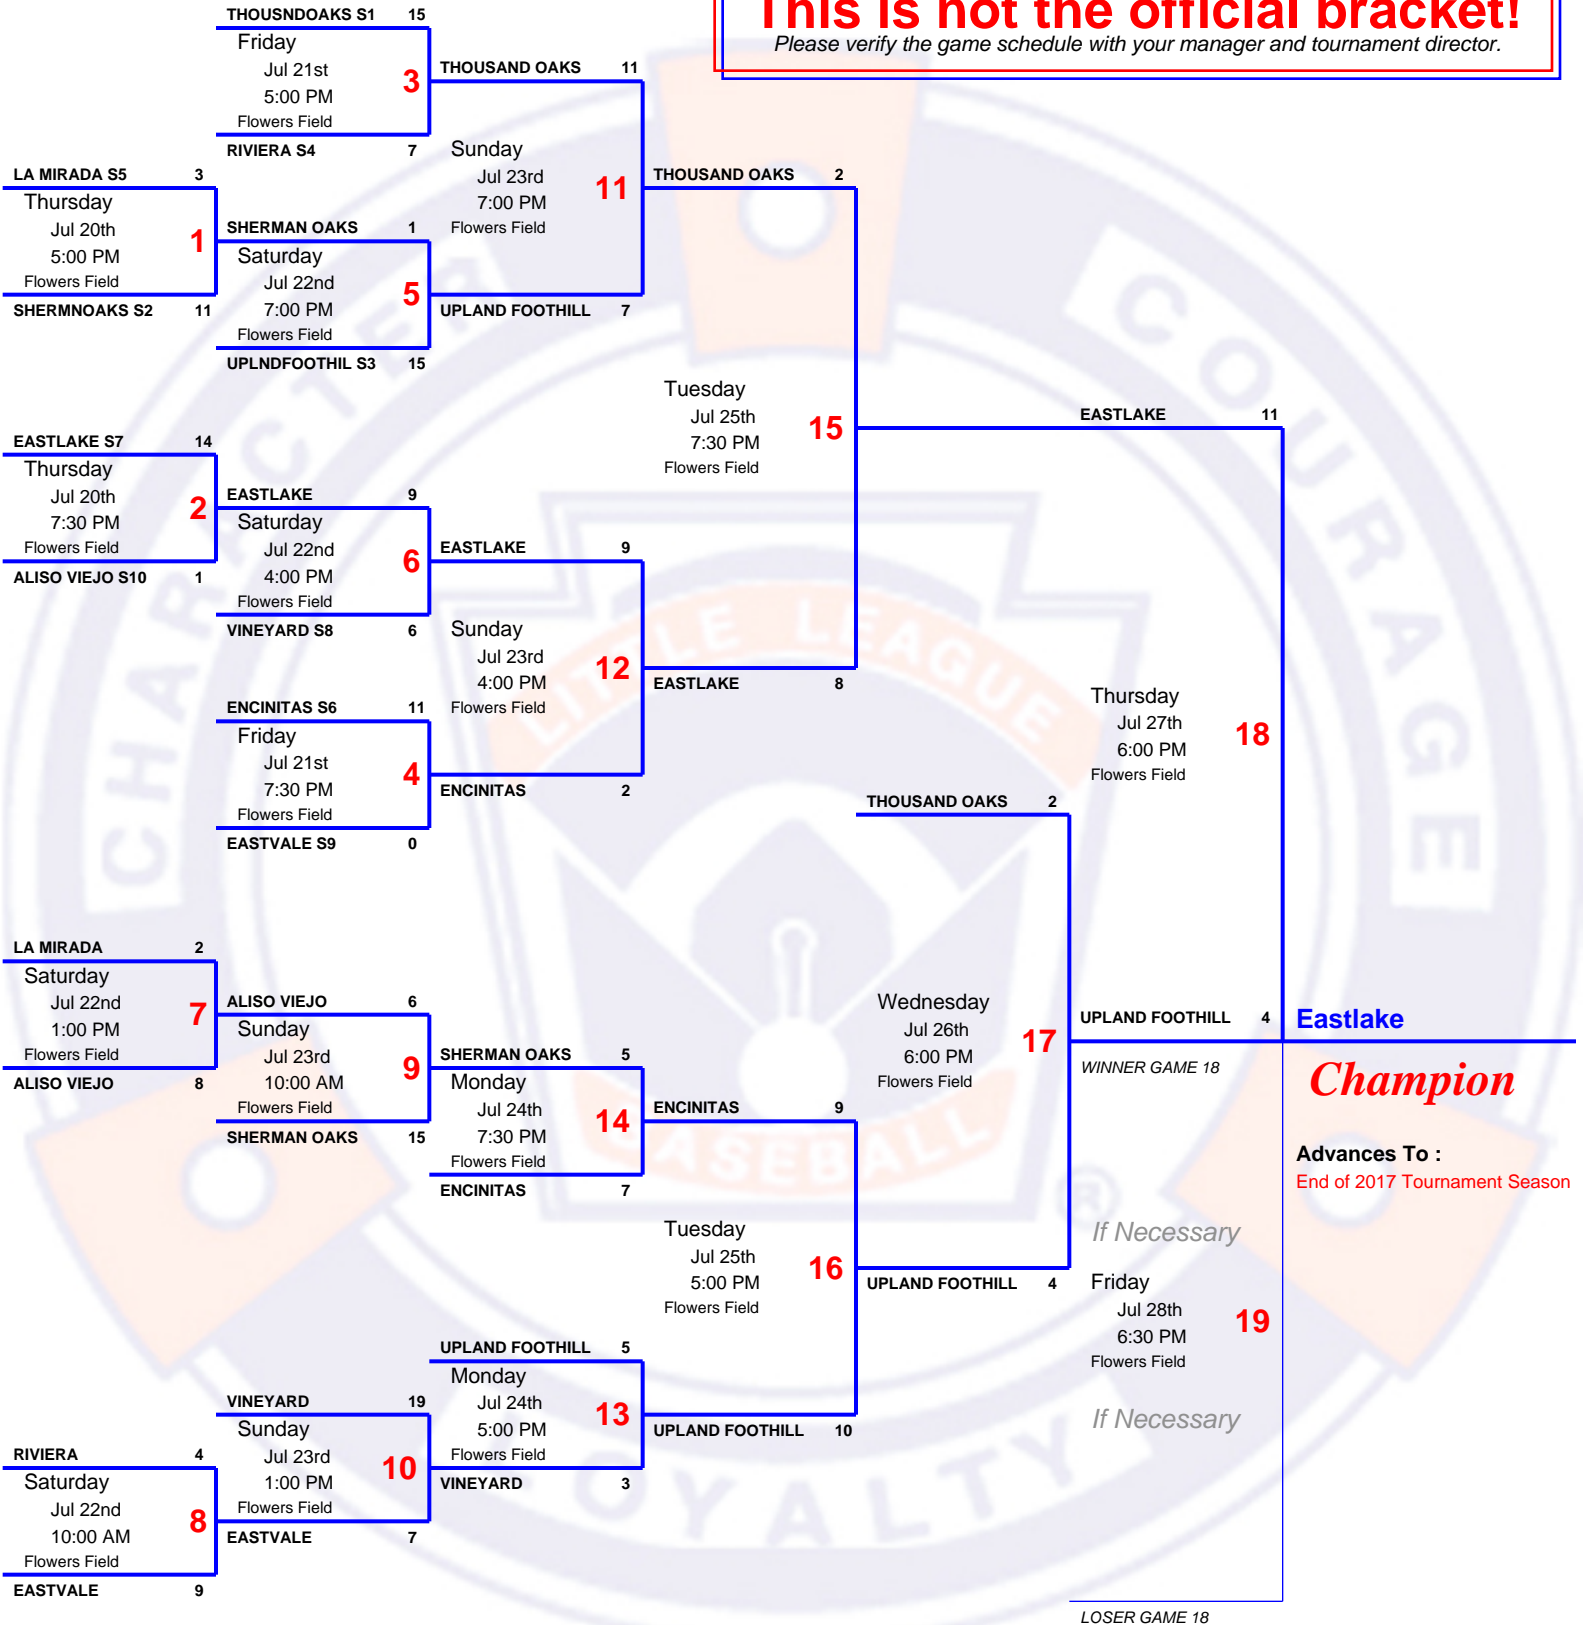 This is not the official bracket!
Please verify the game schedule with your manager and tournament director.
THOUSNDOAKS S1 15
Friday
Jul 21st
5:00 PM
Flowers Field
3
RIVIERA S4 7
LA MIRADA S5 3
Thursday
Jul 20th
5:00 PM
Flowers Field
1
SHERMNOAKS S2 11
SHERMAN OAKS 1
Saturday
Jul 22nd
7:00 PM
Flowers Field
5
UPLNDFOOTHIL S3 15
THOUSAND OAKS 11
Sunday
Jul 23rd
7:00 PM
Flowers Field
11
UPLAND FOOTHILL 7
EASTLAKE S7 14
Thursday
Jul 20th
7:30 PM
Flowers Field
2
ALISO VIEJO S10 1
EASTLAKE 9
Saturday
Jul 22nd
4:00 PM
Flowers Field
6
VINEYARD S8 6
ENCINITAS S6 11
Friday
Jul 21st
7:30 PM
Flowers Field
4
EASTVALE S9 0
EASTLAKE 9
Sunday
Jul 23rd
4:00 PM
Flowers Field
12
ENCINITAS 2
THOUSAND OAKS 2
Tuesday
Jul 25th
7:30 PM
Flowers Field
15
EASTLAKE 8
LA MIRADA 2
Saturday
Jul 22nd
1:00 PM
Flowers Field
7
ALISO VIEJO 8
ALISO VIEJO 6
Sunday
Jul 23rd
10:00 AM
Flowers Field
9
SHERMAN OAKS 15
SHERMAN OAKS 5
Monday
Jul 24th
7:30 PM
Flowers Field
14
ENCINITAS 7
RIVIERA 4
Saturday
Jul 22nd
10:00 AM
Flowers Field
8
EASTVALE 9
VINEYARD 19
Sunday
Jul 23rd
1:00 PM
Flowers Field
10
EASTVALE 7
UPLAND FOOTHILL 5
Monday
Jul 24th
5:00 PM
Flowers Field
13
VINEYARD 3
ENCINITAS 9
Tuesday
Jul 25th
5:00 PM
Flowers Field
16
UPLAND FOOTHILL 10
THOUSAND OAKS 2
Wednesday
Jul 26th
6:00 PM
Flowers Field
17
UPLAND FOOTHILL 4
EASTLAKE 11
Thursday
Jul 27th
6:00 PM
Flowers Field
18
UPLAND FOOTHILL 4
WINNER GAME 18
If Necessary
Friday
Jul 28th
6:30 PM
Flowers Field
19
If Necessary
LOSER GAME 18
Eastlake
Champion
Advances To :
End of 2017 Tournament Season
CHARACTER
COURAGE
LOYALTY
LITTLE LEAGUE
BASEBALL
®